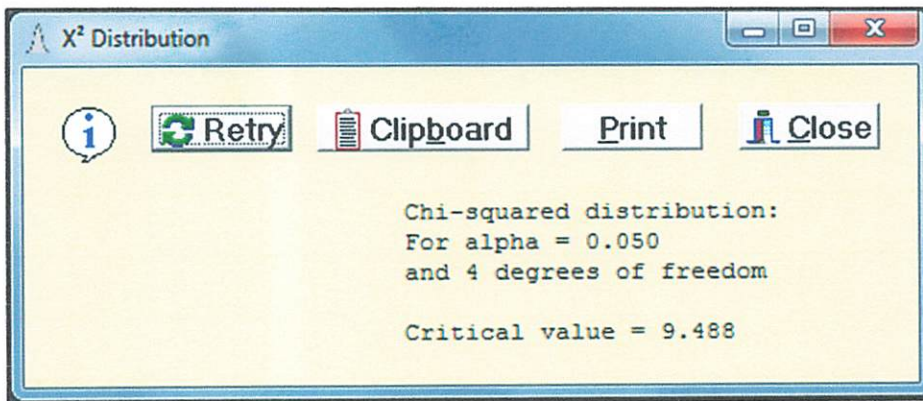 X² Distribution
Retry
Clipboard
Print
Close
Chi-squared distribution:
For alpha = 0.050
and 4 degrees of freedom
Critical value = 9.488